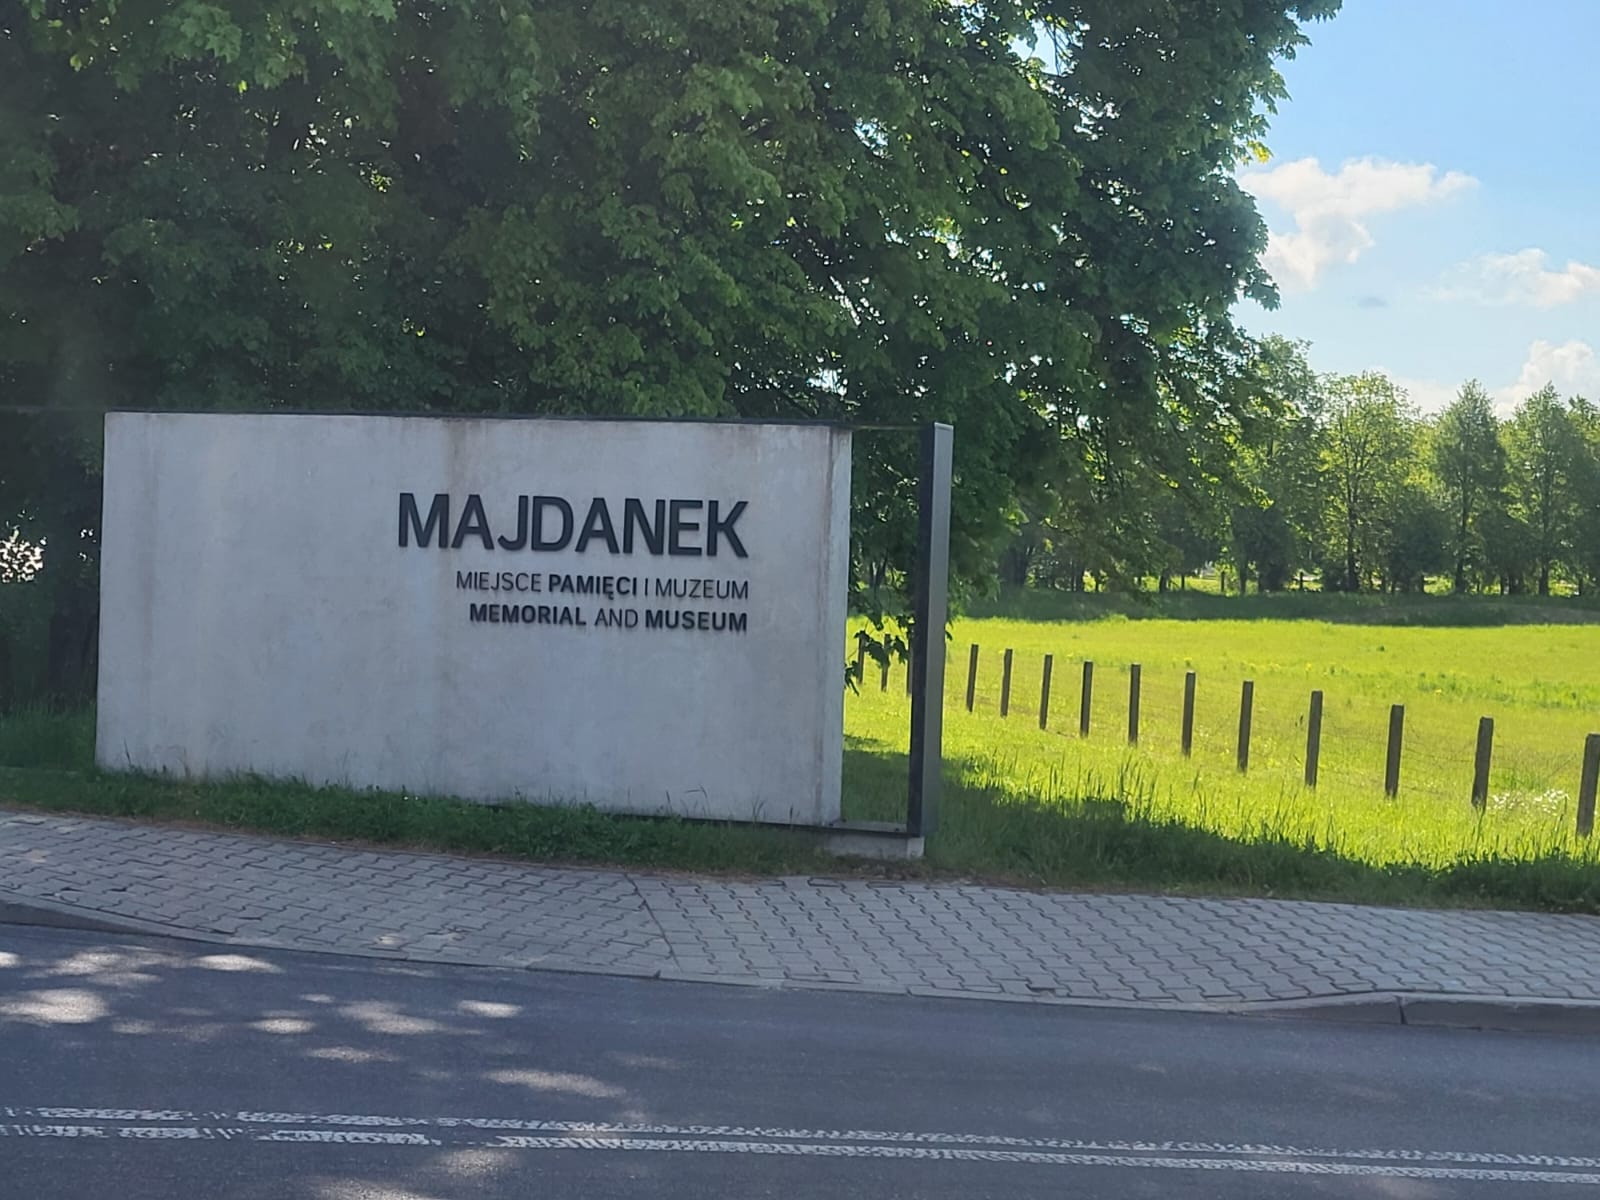 MAJDANEK
MIEJSCE PAMIĘCI I MUZEUM
MEMORIAL AND MUSEUM